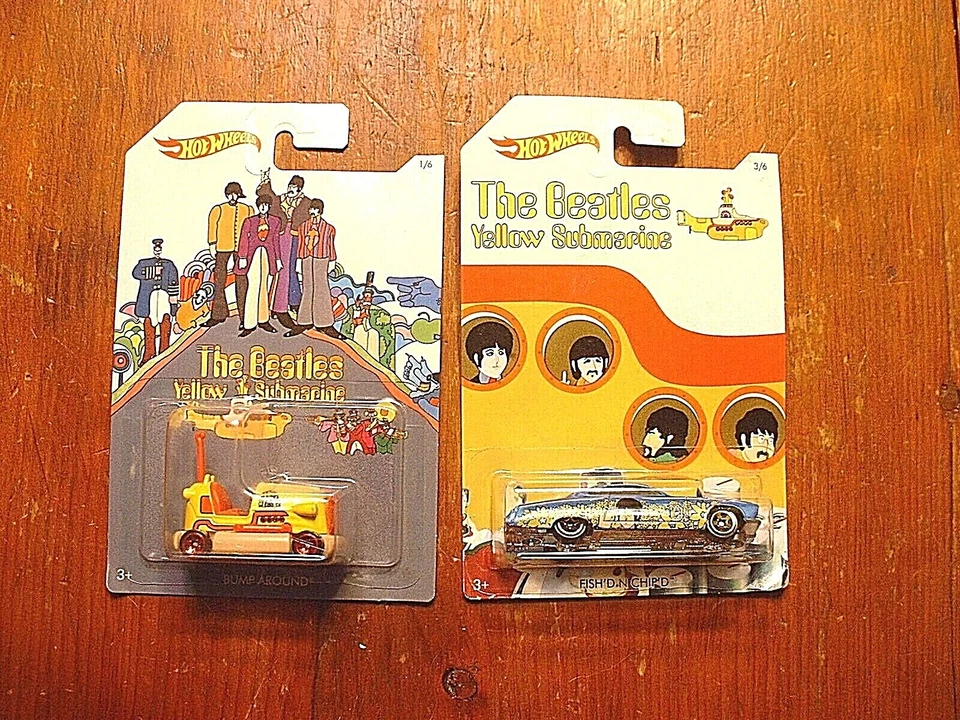 HOT WHEELS
1/6
The Beatles
Yellow Submarine
3+
BUMP AROUND
HOT WHEELS
3/6
The Beatles
Yellow Submarine
3+
FISH'D N CHIP'D